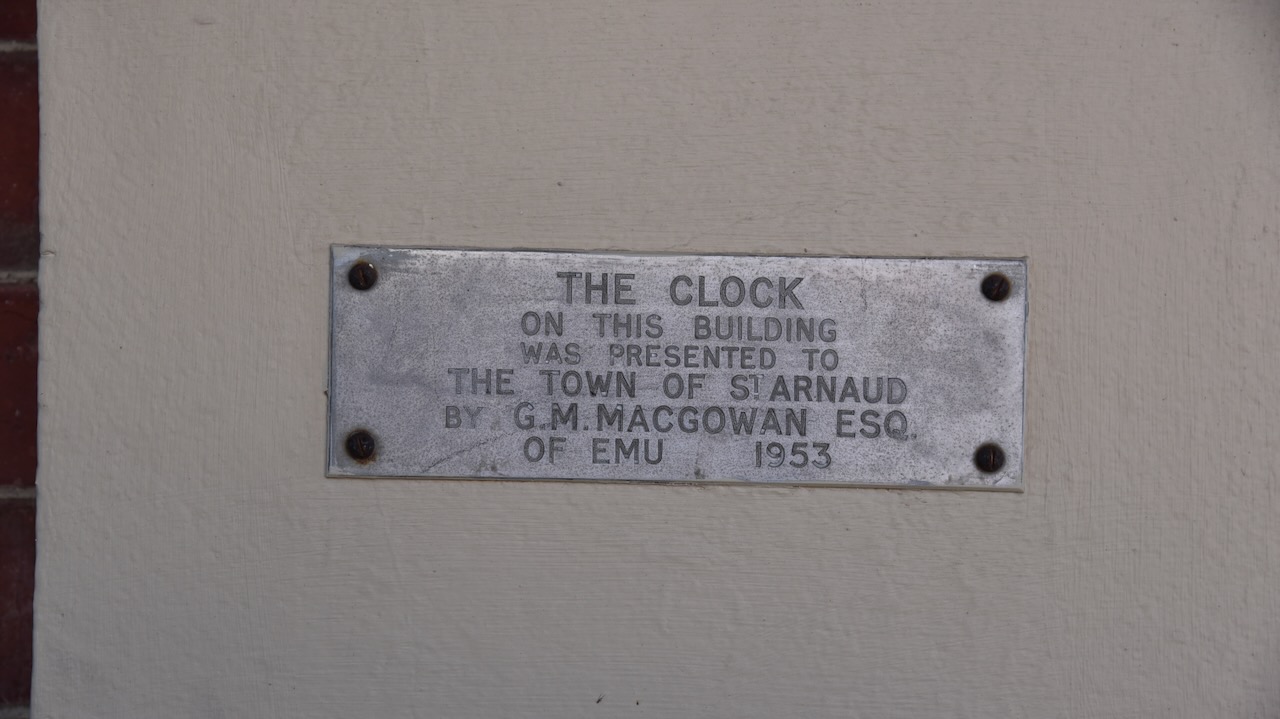 THE CLOCK
ON THIS BUILDING
WAS PRESENTED TO
THE TOWN OF ST ARNAUD
BY G.M.MACGOWAN ESQ.
OF EMU 1953